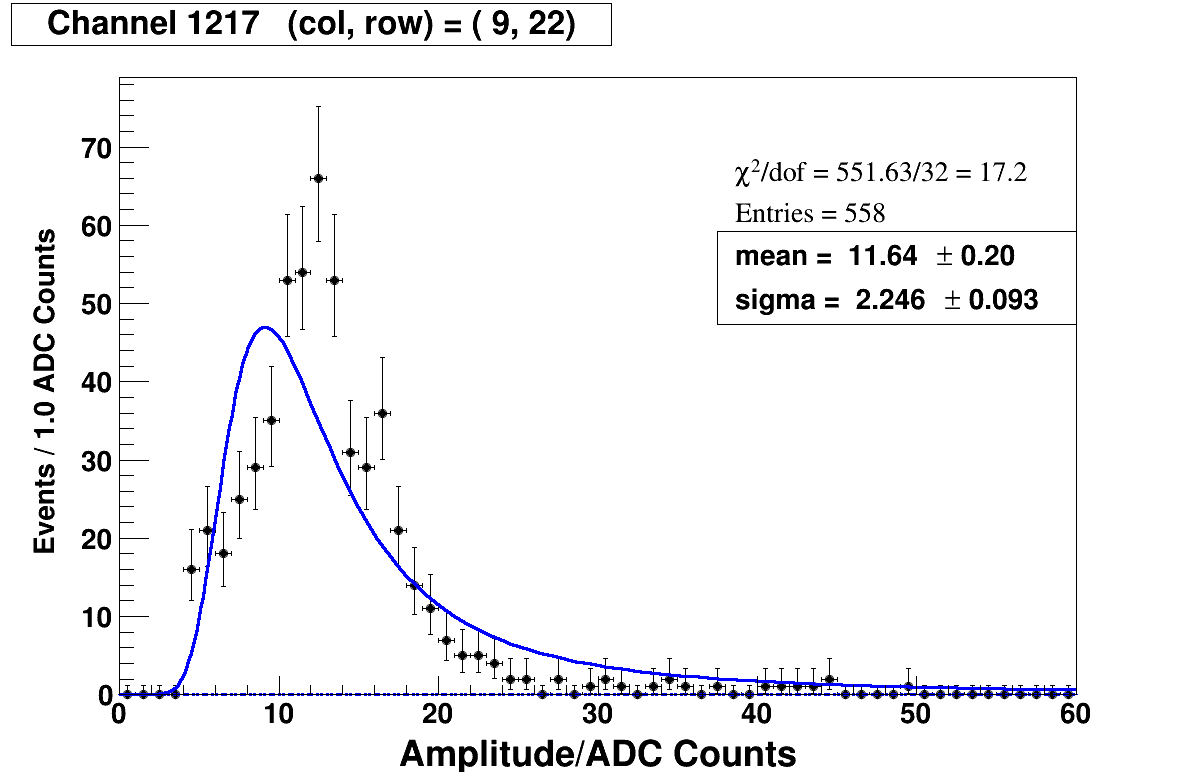 Channel 1217 (col, row) = ( 9, 22)
χ²/dof = 551.63/32 = 17.2
Entries = 558
mean = 11.64 ± 0.20
sigma = 2.246 ± 0.093
Events / 1.0 ADC Counts
70
60
50
40
30
20
10
0
0 10 20 30 40 50 60
Amplitude/ADC Counts